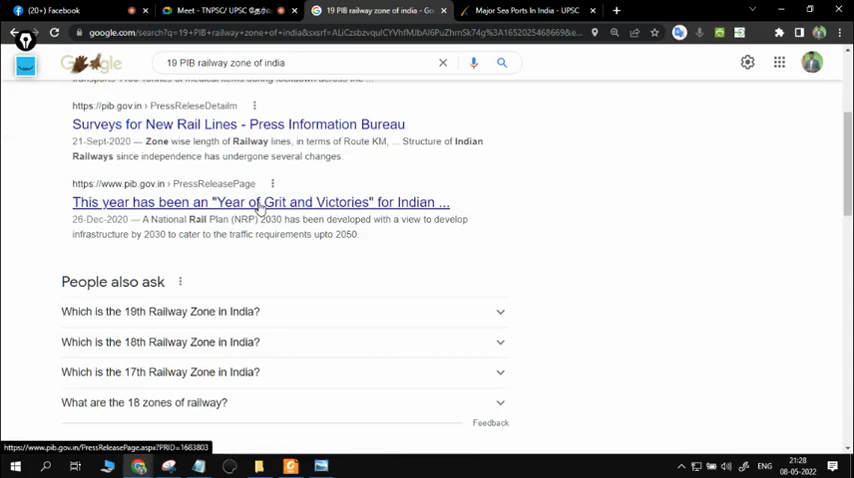 (20+) Facebook
Meet - TNPSC/ UPSC
19 PIB railway zone of india - Go
Major Sea Ports In India - UPSC
google.com/search?q=19+PIB+railway+zone+of+india&sxsrf=
Google
19 PIB railway zone of india
https://pib.gov.in › PressReleseDetailm
Surveys for New Rail Lines - Press Information Bureau
21-Sept-2020 — Zone wise length of Railway lines, in terms of Route KM, ... Structure of Indian
Railways since independence has undergone several changes.
https://www.pib.gov.in › PressReleasePage
This year has been an "Year of Grit and Victories" for Indian ...
26-Dec-2020 — A National Rail Plan (NRP) 2030 has been developed with a view to develop
infrastructure by 2030 to cater to the traffic requirements upto 2050.
People also ask
Which is the 19th Railway Zone in India?
Which is the 18th Railway Zone in India?
Which is the 17th Railway Zone in India?
What are the 18 zones of railway?
Feedback
https://www.pib.gov.in/PressReleasePage.aspx?PRID=1683803
ENG
21:28
08-05-2022